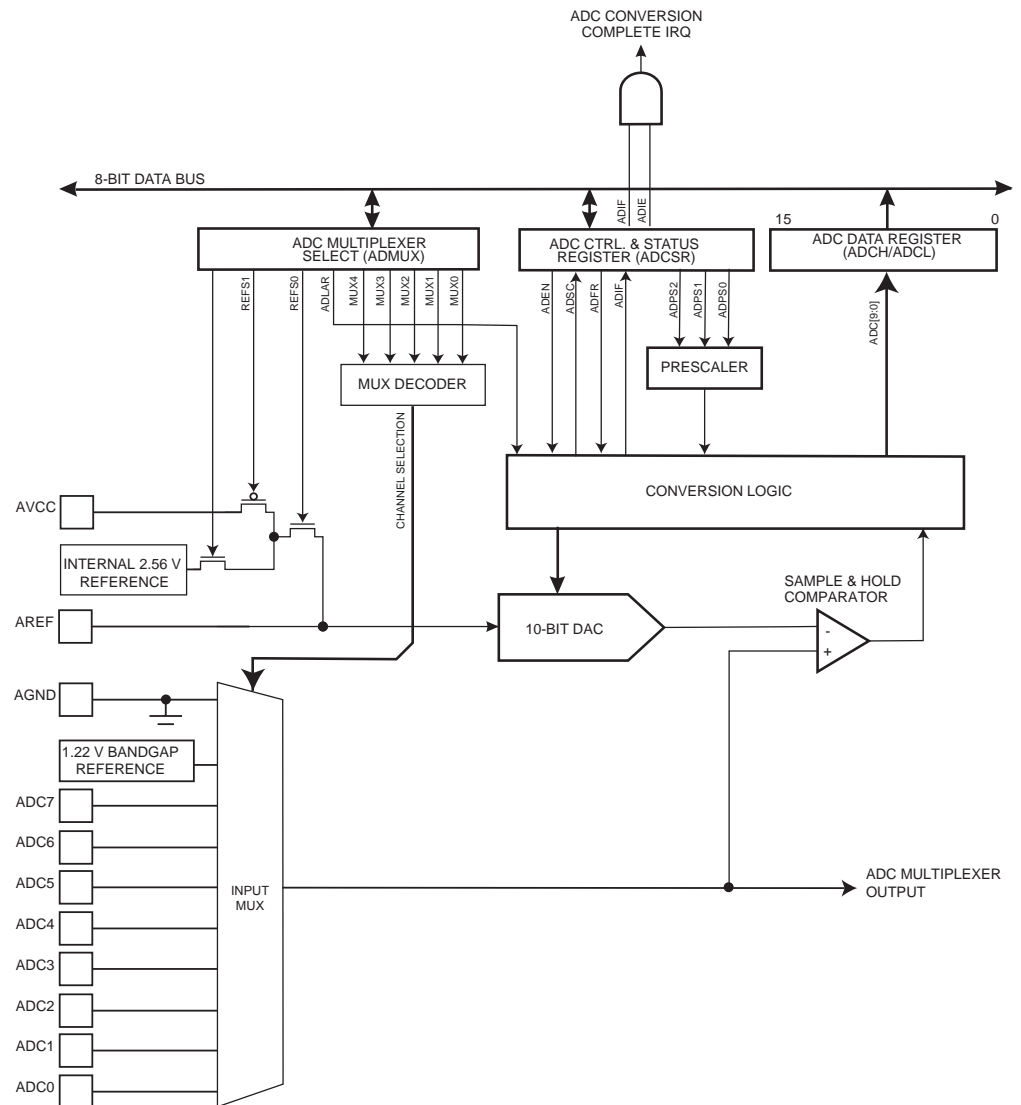 ADC CONVERSION
COMPLETE IRQ
8-BIT DATA BUS
ADIF
ADIE
15
0
ADC MULTIPLEXER
SELECT (ADMUX)
ADC CTRL. & STATUS
REGISTER (ADCSR)
ADC DATA REGISTER
(ADCH/ADCL)
REFS1
REFS0
ADLAR
MUX4
MUX3
MUX2
MUX1
MUX0
ADEN
ADSC
ADFR
ADIF
ADPS2
ADPS1
ADPS0
ADC[9:0]
MUX DECODER
PRESCALER
CHANNEL SELECTION
CONVERSION LOGIC
AVCC
INTERNAL 2.56 V
REFERENCE
SAMPLE & HOLD
COMPARATOR
AREF
10-BIT DAC
-
+
AGND
1.22 V BANDGAP
REFERENCE
ADC7
ADC6
ADC5
INPUT
MUX
ADC MULTIPLEXER
OUTPUT
ADC4
ADC3
ADC2
ADC1
ADC0